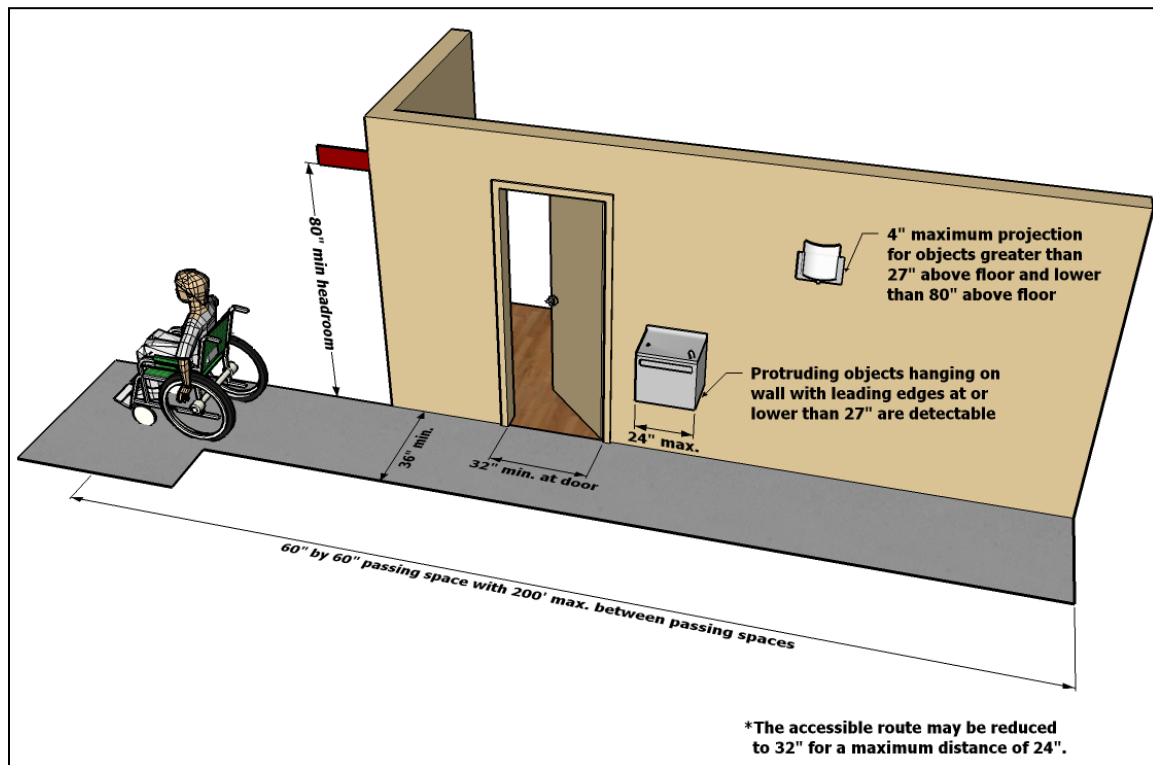 80" min headroom
4" maximum projection
for objects greater than
27" above floor and lower
than 80" above floor
Protruding objects hanging on
wall with leading edges at or
lower than 27" are detectable
24" max.
36" min.
32" min. at door
60" by 60" passing space with 200' max. between passing spaces
*The accessible route may be reduced
to 32" for a maximum distance of 24".